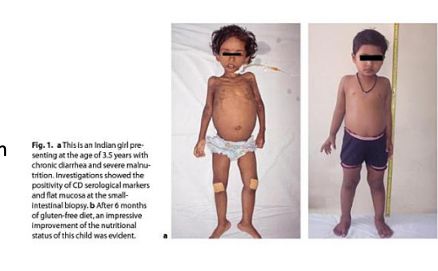 n
Fig. 1. a This is an Indian girl pre-
senting at the age of 3.5 years with
chronic diarrhea and severe malnu-
trition. Investigations showed the
positivity of CD serological markers
and flat mucosa at the small-
intestinal biopsy. b After 6 months
of gluten-free diet, an impressive
improvement of the nutritional
status of this child was evident.
a